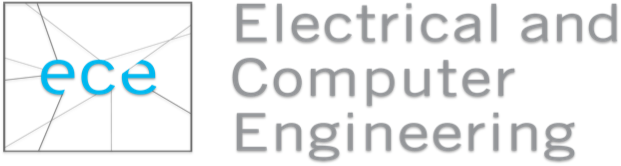 ece
Electrical and
Computer
Engineering